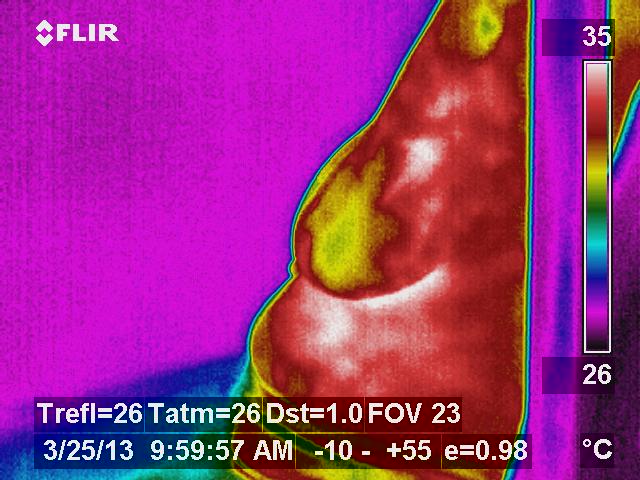 FLIR
35
26
Trefl=26 Tatm=26 Dst=1.0 FOV 23
3/25/13 9:59:57 AM -10 - +55 e=0.98 °C